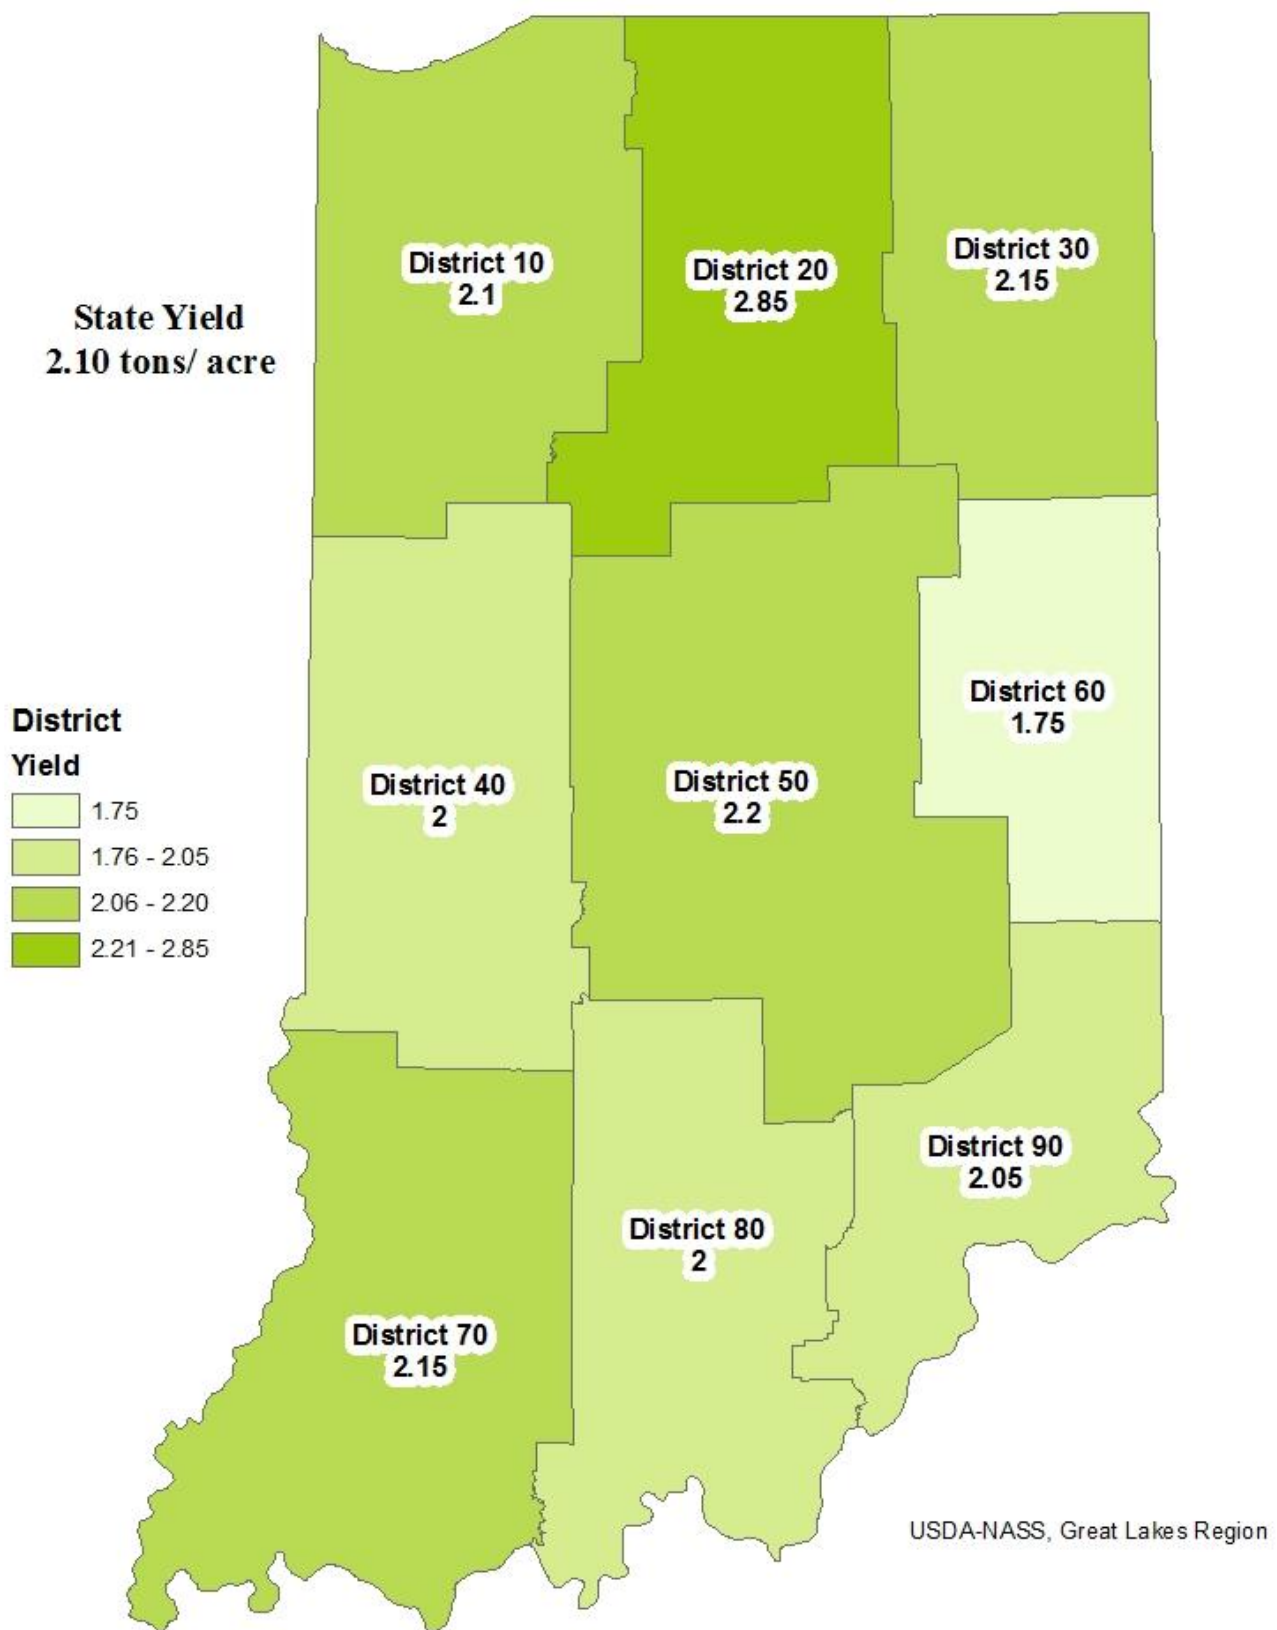 District 10
2.1
District 20
2.85
District 30
2.15
State Yield
2.10 tons/ acre
District 60
1.75
District
Yield
1.75
1.76 - 2.05
2.06 - 2.20
2.21 - 2.85
District 40
2
District 50
2.2
District 90
2.05
District 80
2
District 70
2.15
USDA-NASS, Great Lakes Region